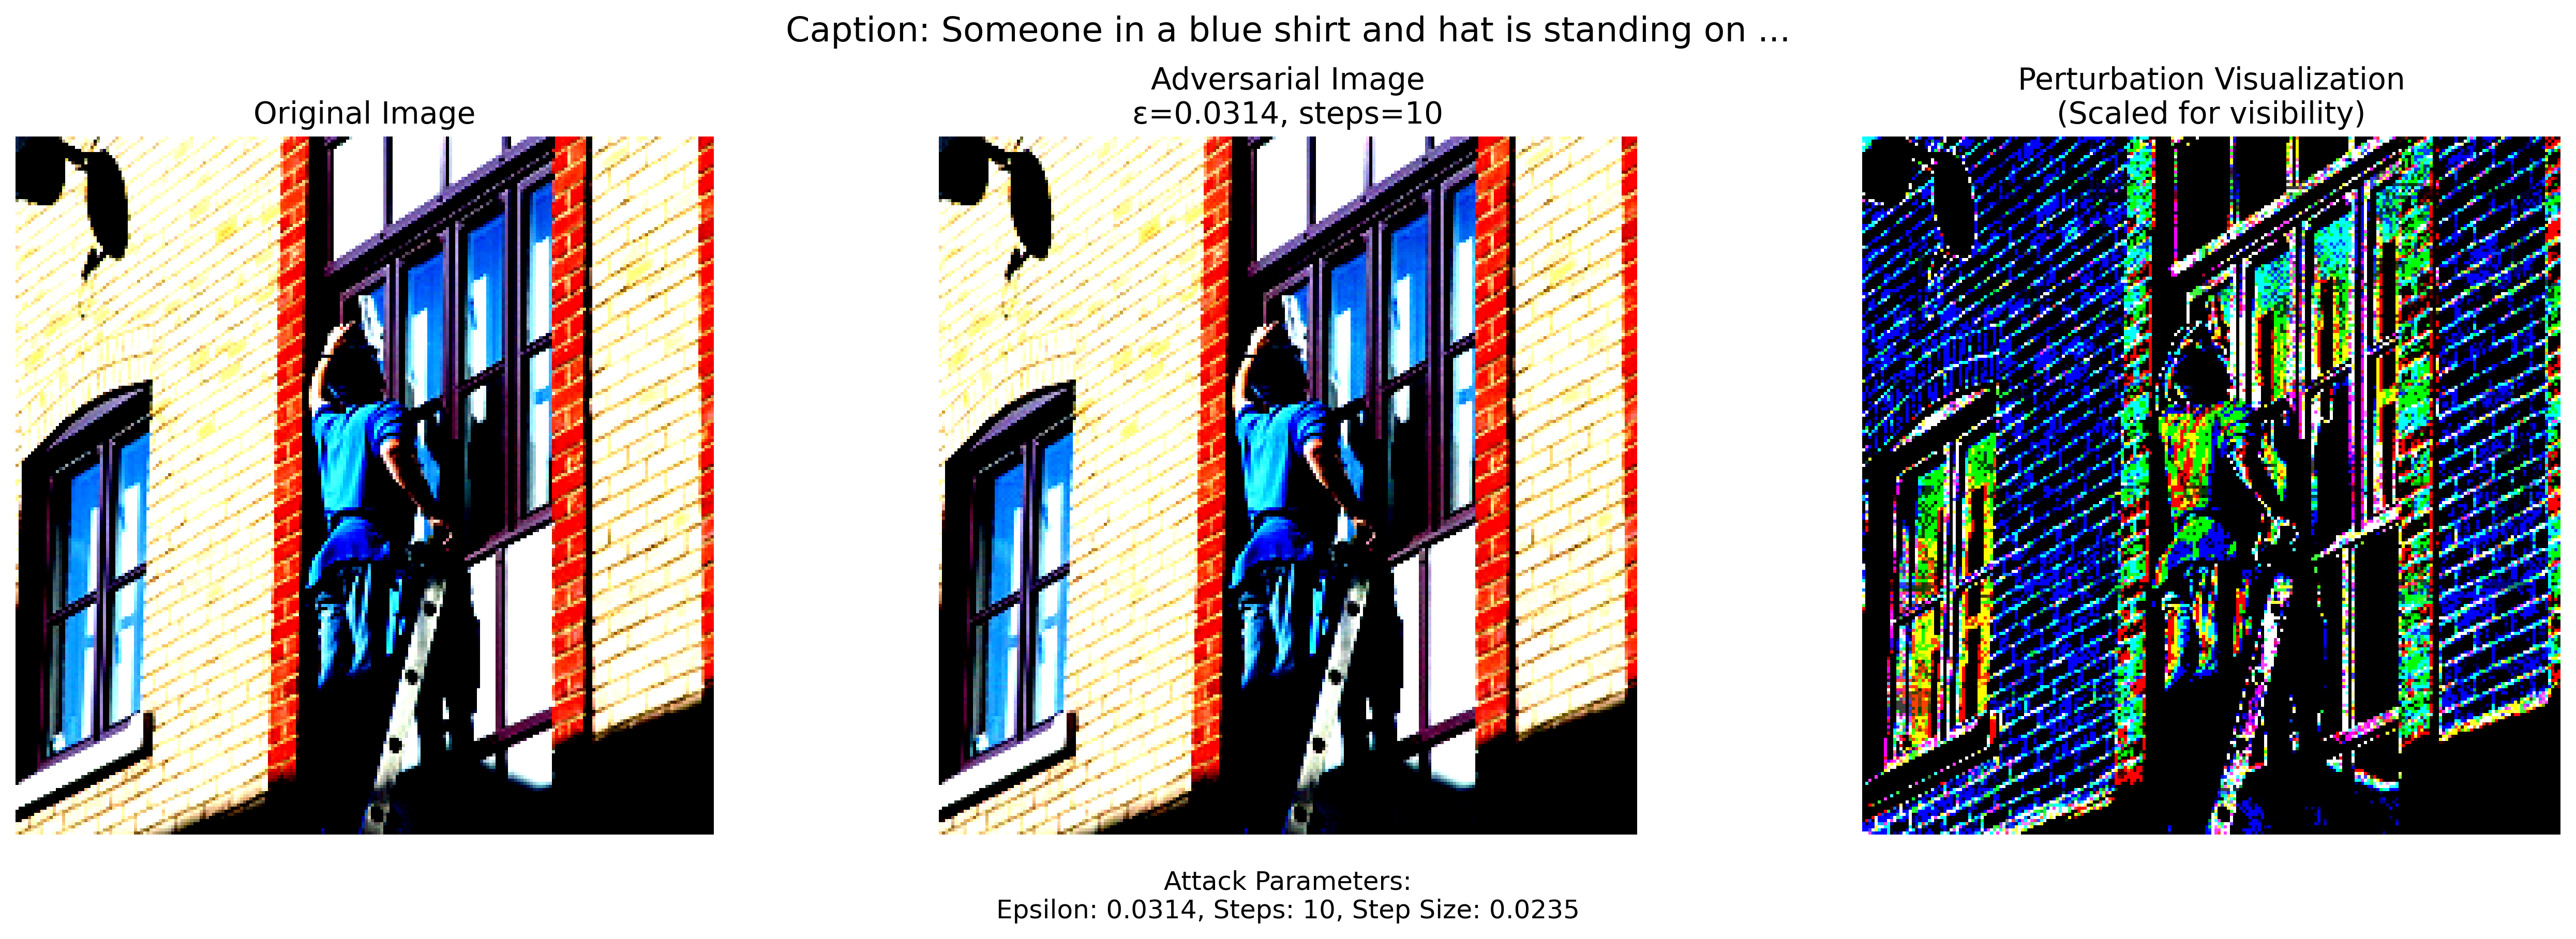 Caption: Someone in a blue shirt and hat is standing on ...
Original Image
Adversarial Image
ε=0.0314, steps=10
Perturbation Visualization
(Scaled for visibility)
Attack Parameters:
Epsilon: 0.0314, Steps: 10, Step Size: 0.0235